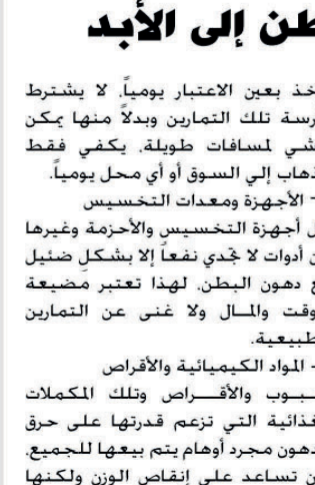 طن إلى الأبد
خذ بعين الاعتبار يومياً، لا يشترط
رسة تلك التمارين وبدلاً منها يمكن
شي لمسافات طويلة، يكفي فقط
ذهاب إلي السوق أو أي محل يومياً.
- الأجهزة ومعدات التخسيس
ل أجهزة التخسيس والأحزمة وغيرها
ن أدوات لا تجدي نفعاً إلا بشكل ضئيل
ع دهون البطن، لهذا تعتبر مضيعة
وقت والمال ولا غنى عن التمارين
طبيعية.
- المواد الكيميائية والأقراص
ـبوب والأقـراص وتلك المكملات
غذائية التي تزعم قدرتها على حرق
دهون مجرد أوهام يتم بيعها للجميع.
ن تساعد على إنقاص الوزن ولكنها